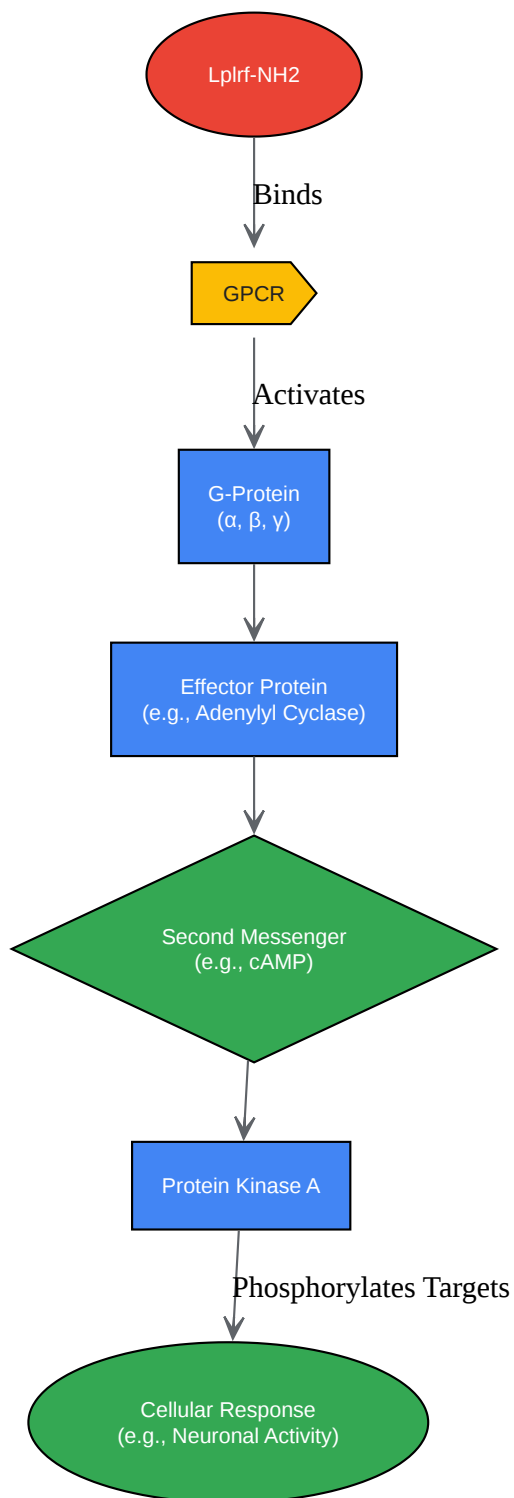 Lplrf-NH2
Binds
GPCR
Activates
G-Protein
(α, β, γ)
Effector Protein
(e.g., Adenylyl Cyclase)
Second Messenger
(e.g., cAMP)
Protein Kinase A
Phosphorylates Targets
Cellular Response
(e.g., Neuronal Activity)